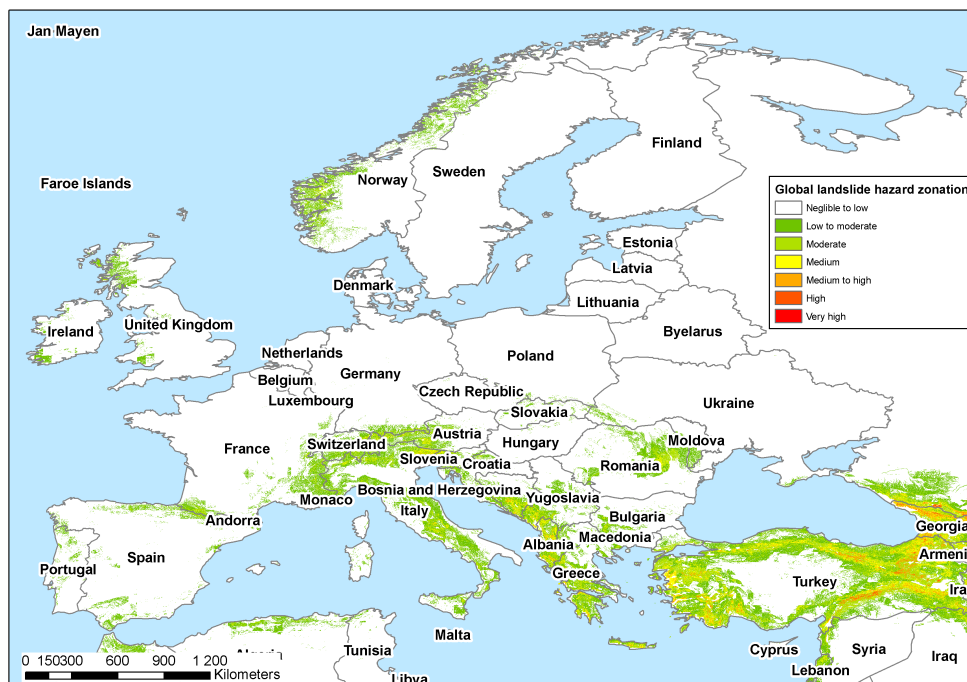 Jan Mayen
Finland
Sweden
Norway
Faroe Islands
Global landslide hazard zonation
Neglible to low
Low to moderate
Moderate
Medium
Medium to high
High
Very high
Estonia
Latvia
Denmark
Lithuania
Ireland
United Kingdom
Byelarus
Netherlands
Poland
Germany
Belgium
Czech Republic
Luxembourg
Ukraine
Slovakia
Austria
Moldova
Switzerland
Hungary
France
Slovenia
Croatia
Romania
Bosnia and Herzegovina
Monaco
Yugoslavia
Italy
Andorra
Bulgaria
Georgia
Macedonia
Albania
Armeni
Spain
Portugal
Greece
Turkey
Ira
Malta
Cyprus
Syria
Iraq
Tunisia
Algeria
Lebanon
Libya
0 150300 600 900 1 200
Kilometers